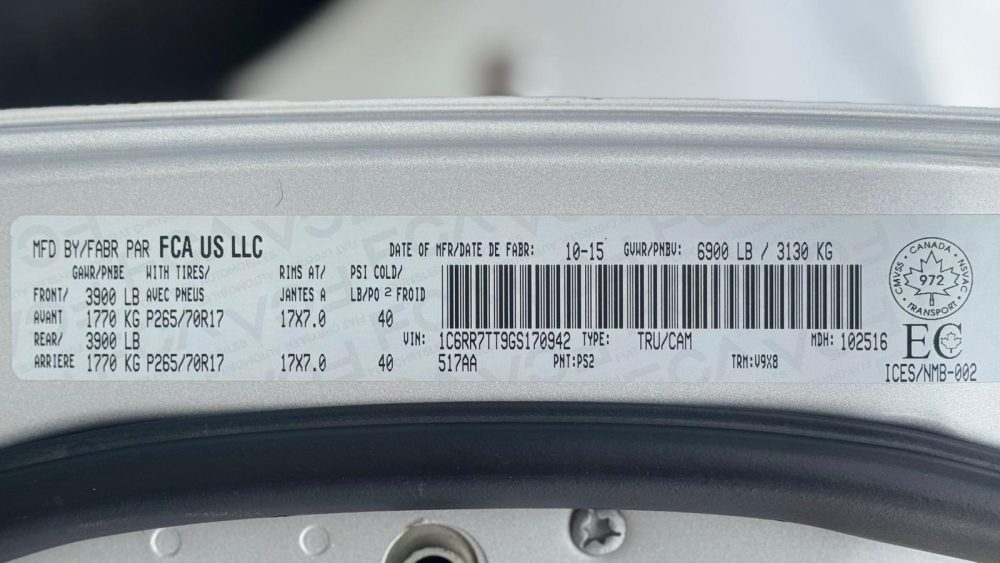 MFD BY/FABR PAR FCA US LLC DATE OF MFR/DATE DE FABR: 10-15 GVWR/PNBV: 6900 LB / 3130 KG
GAWR/PNBE WITH TIRES/ RIMS AT/ PSI COLD/
FRONT/ 3900 LB AVEC PNEUS JANTES A LB/PO 2 FROID
AVANT 1770 KG P265/70R17 17X7.0 40
REAR/ 3900 LB VIN: 1C6RR7TT9GS170942 TYPE: TRU/CAM MDH: 102516
ARRIERE 1770 KG P265/70R17 17X7.0 40 517AA PNT:PS2 TRM:V9X8
CANADA
CMVSS 972 NSVAC
TRANSPORT
EC
ICES/NMB-002